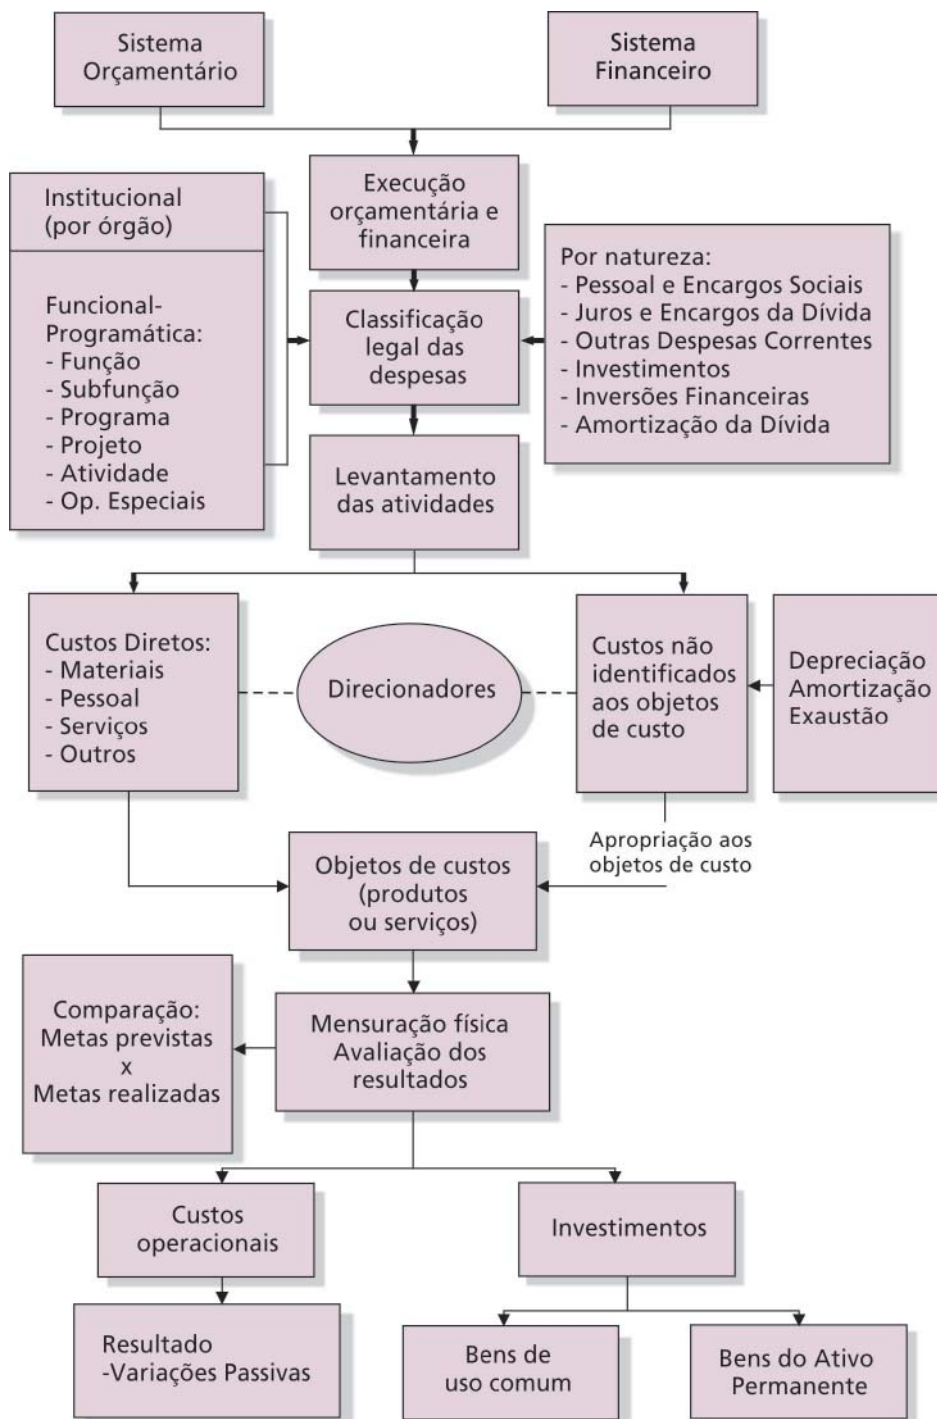 Sistema
Orçamentário
Sistema
Financeiro
Execução
orçamentária e
financeira
Institucional
(por órgão)
Funcional-
Programática:
- Função
- Subfunção
- Programa
- Projeto
- Atividade
- Op. Especiais
Classificação
legal das
despesas
Por natureza:
- Pessoal e Encargos Sociais
- Juros e Encargos da Dívida
- Outras Despesas Correntes
- Investimentos
- Inversões Financeiras
- Amortização da Dívida
Levantamento
das atividades
Custos Diretos:
- Materiais
- Pessoal
- Serviços
- Outros
Direcionadores
Custos não
identificados
aos objetos
de custo
Depreciação
Amortização
Exaustão
Apropriação aos
objetos de custo
Objetos de custos
(produtos
ou serviços)
Comparação:
Metas previstas
x
Metas realizadas
Mensuração física
Avaliação dos
resultados
Custos
operacionais
Investimentos
Resultado
-Variações Passivas
Bens de
uso comum
Bens do Ativo
Permanente